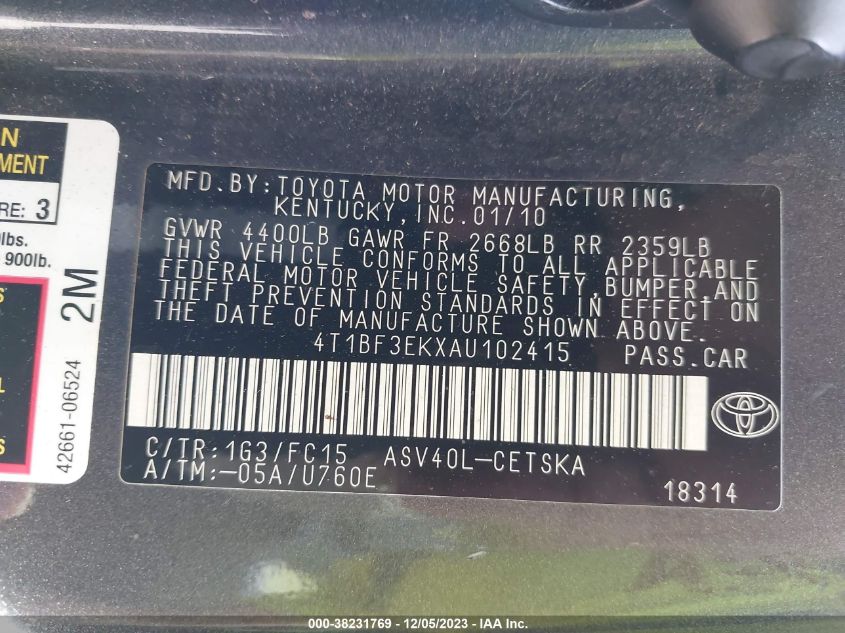 N
MENT
RE: 3
lbs.
900lb.
S
L
S
2M
42661-06524
MFD.BY:TOYOTA MOTOR MANUFACTURING,
KENTUCKY,INC.01/10
GVWR 4400LB GAWR FR 2668LB RR 2359LB
THIS VEHICLE CONFORMS TO ALL APPLICABLE
FEDERAL MOTOR VEHICLE SAFETY,BUMPER,AND
THEFT PREVENTION STANDARDS IN EFFECT ON
THE DATE OF MANUFACTURE SHOWN ABOVE.
4T1BF3EKXAU102415 PASS.CAR
C/TR:1G3/FC15 ASV40L-CETSKA
A/TM:-05A/U760E
18314
000-38231769 - 12/05/2023 - IAA Inc.